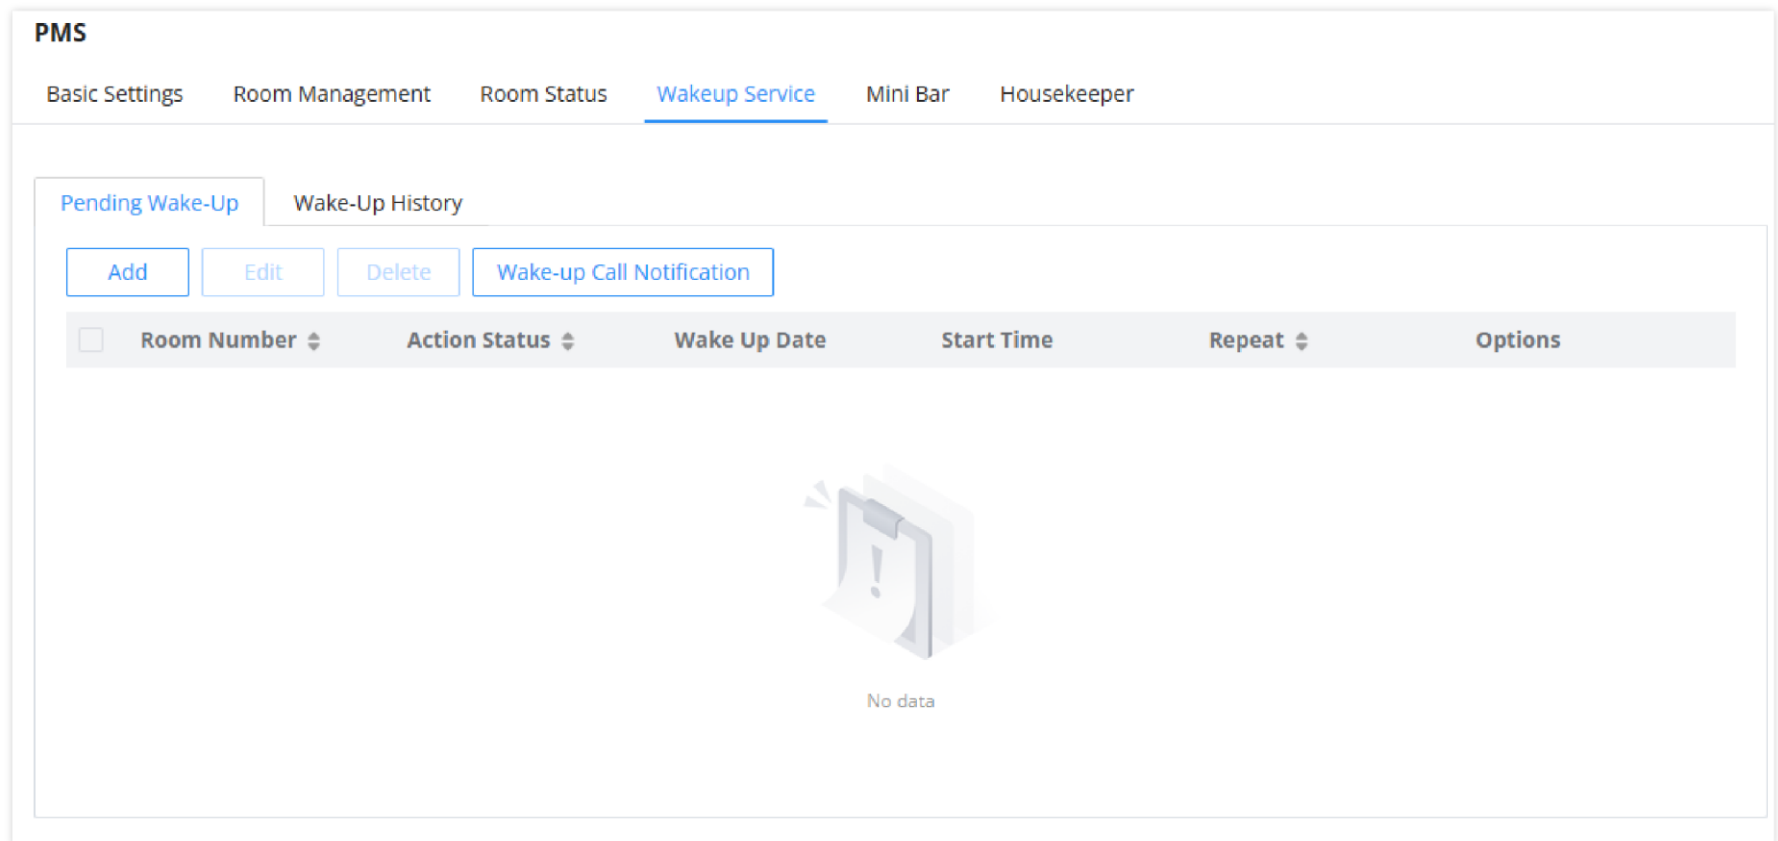 PMS
Basic Settings Room Management Room Status Wakeup Service Mini Bar Housekeeper
Pending Wake-Up Wake-Up History
Add Edit Delete Wake-up Call Notification
Room Number Action Status Wake Up Date Start Time Repeat Options
No data